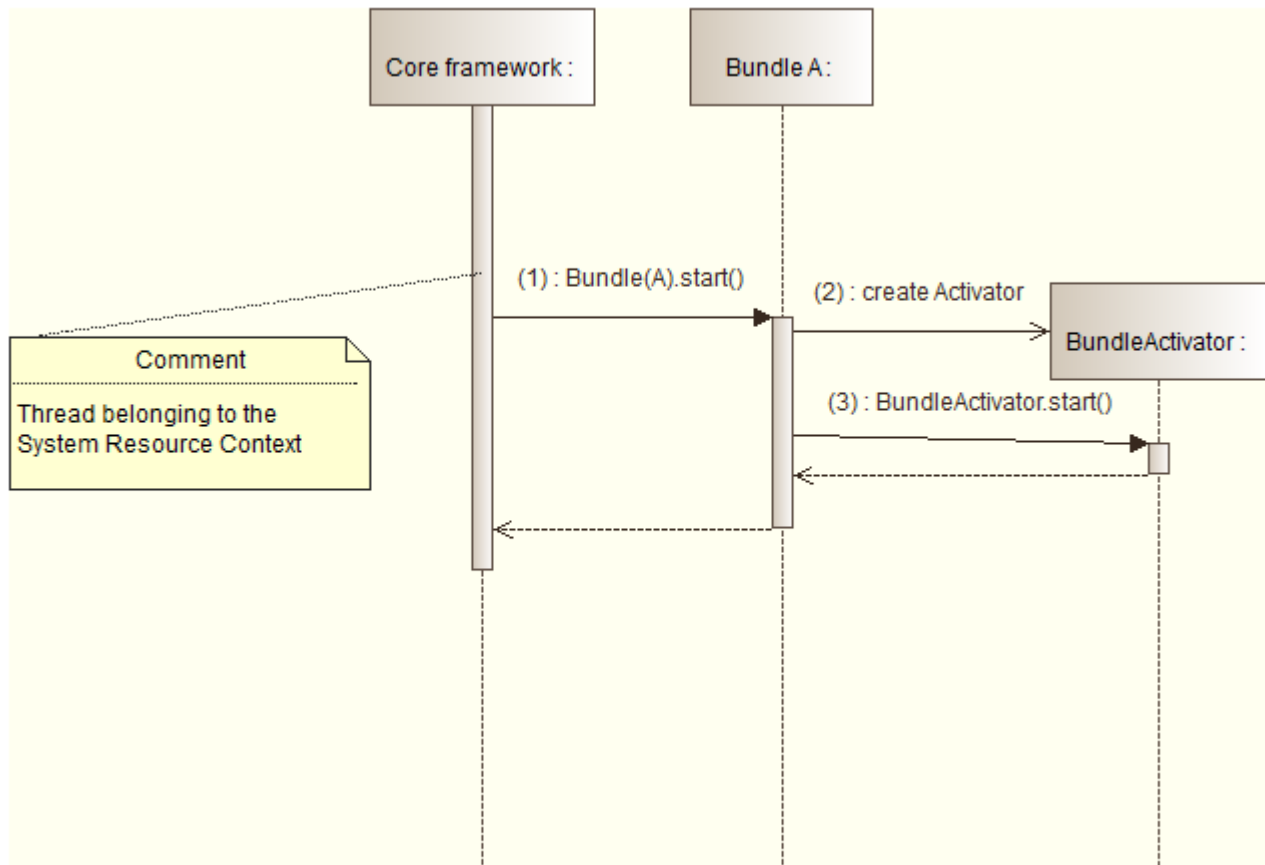 Core framework :
Bundle A :
(1) : Bundle(A).start()
(2) : create Activator
BundleActivator :
Comment
Thread belonging to the
System Resource Context
(3) : BundleActivator.start()